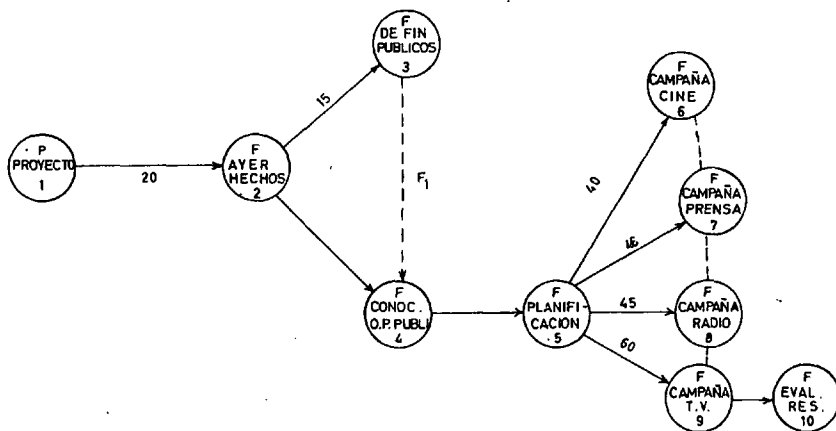 P
PROYECTO
1
20
F
AYER
HECHOS
2
15
F
DE FIN
PUBLICOS
3
F1
F
CONOC.
O.P. PUBLI
4
F
PLANIFI-
CACION
5
40
45
60
F
CAMPAÑA
CINE
6
F
CAMPAÑA
PRENSA
7
F
CAMPAÑA
RADIO
8
F
CAMPAÑA
T.V.
9
F
EVAL.
RES.
10